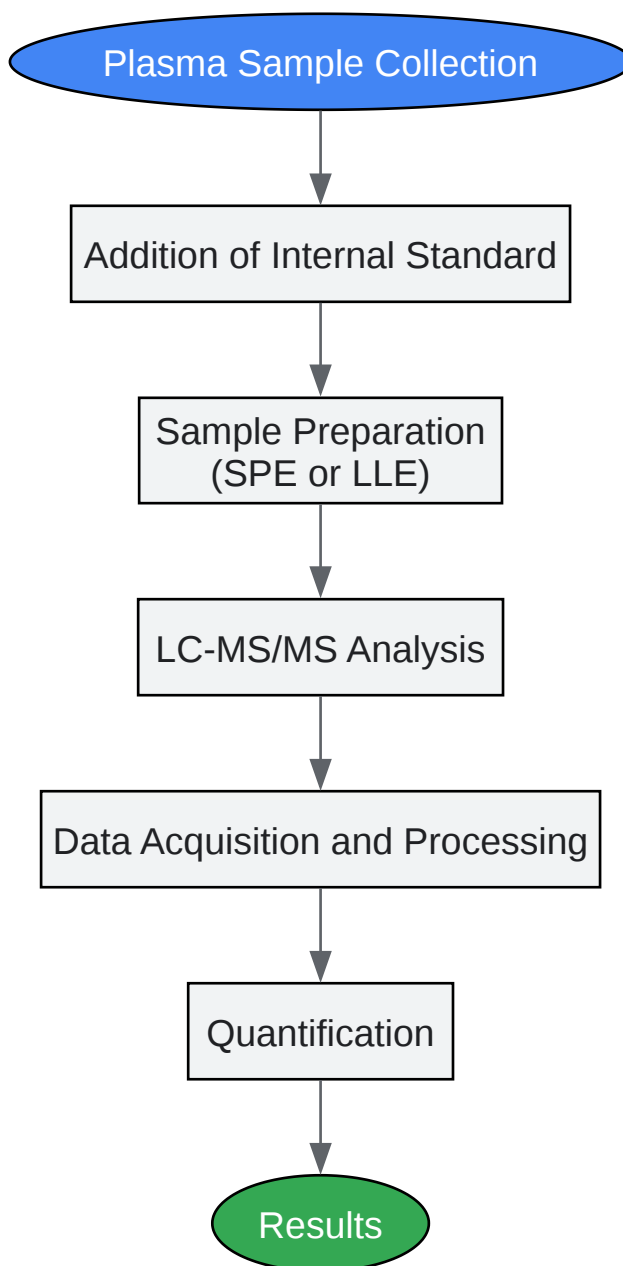 Plasma Sample Collection
Addition of Internal Standard
Sample Preparation
(SPE or LLE)
LC-MS/MS Analysis
Data Acquisition and Processing
Quantification
Results